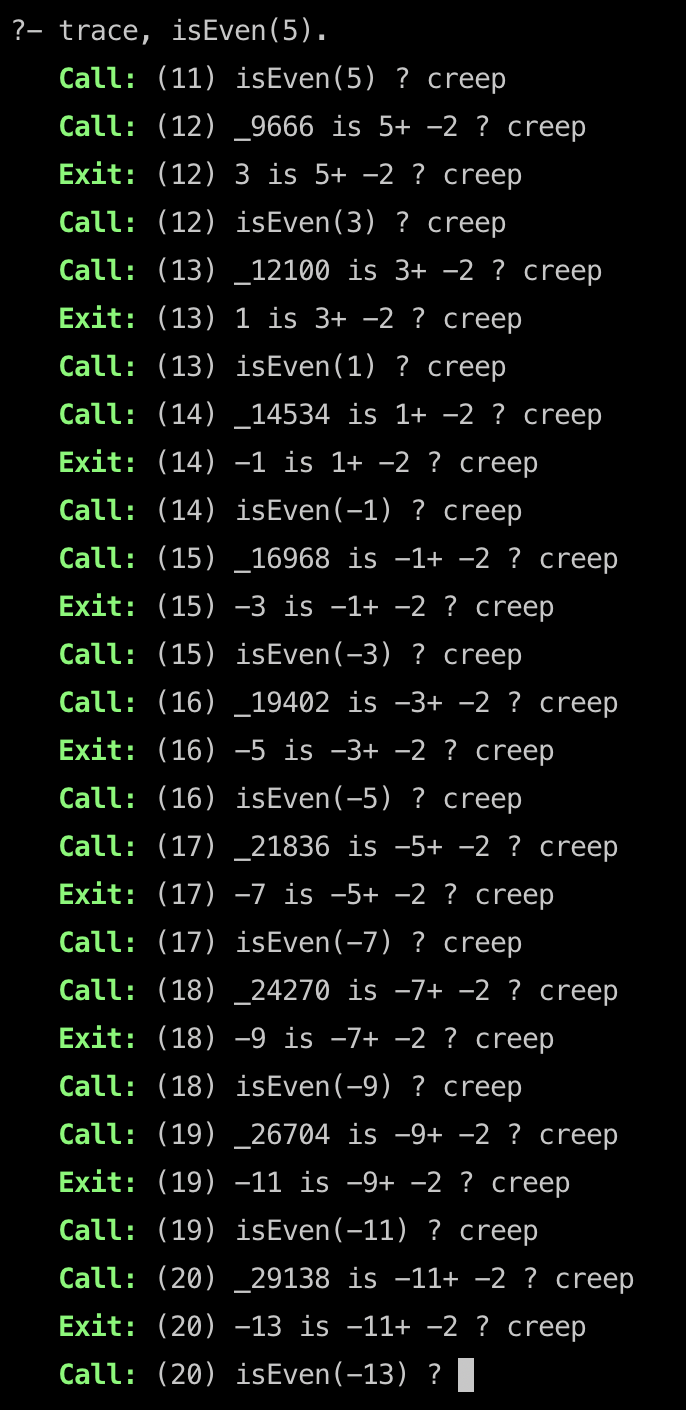 ?- trace, isEven(5).
   Call: (11) isEven(5) ? creep
   Call: (12) _9666 is 5+ -2 ? creep
   Exit: (12) 3 is 5+ -2 ? creep
   Call: (12) isEven(3) ? creep
   Call: (13) _12100 is 3+ -2 ? creep
   Exit: (13) 1 is 3+ -2 ? creep
   Call: (13) isEven(1) ? creep
   Call: (14) _14534 is 1+ -2 ? creep
   Exit: (14) -1 is 1+ -2 ? creep
   Call: (14) isEven(-1) ? creep
   Call: (15) _16968 is -1+ -2 ? creep
   Exit: (15) -3 is -1+ -2 ? creep
   Call: (15) isEven(-3) ? creep
   Call: (16) _19402 is -3+ -2 ? creep
   Exit: (16) -5 is -3+ -2 ? creep
   Call: (16) isEven(-5) ? creep
   Call: (17) _21836 is -5+ -2 ? creep
   Exit: (17) -7 is -5+ -2 ? creep
   Call: (17) isEven(-7) ? creep
   Call: (18) _24270 is -7+ -2 ? creep
   Exit: (18) -9 is -7+ -2 ? creep
   Call: (18) isEven(-9) ? creep
   Call: (19) _26704 is -9+ -2 ? creep
   Exit: (19) -11 is -9+ -2 ? creep
   Call: (19) isEven(-11) ? creep
   Call: (20) _29138 is -11+ -2 ? creep
   Exit: (20) -13 is -11+ -2 ? creep
   Call: (20) isEven(-13) ?